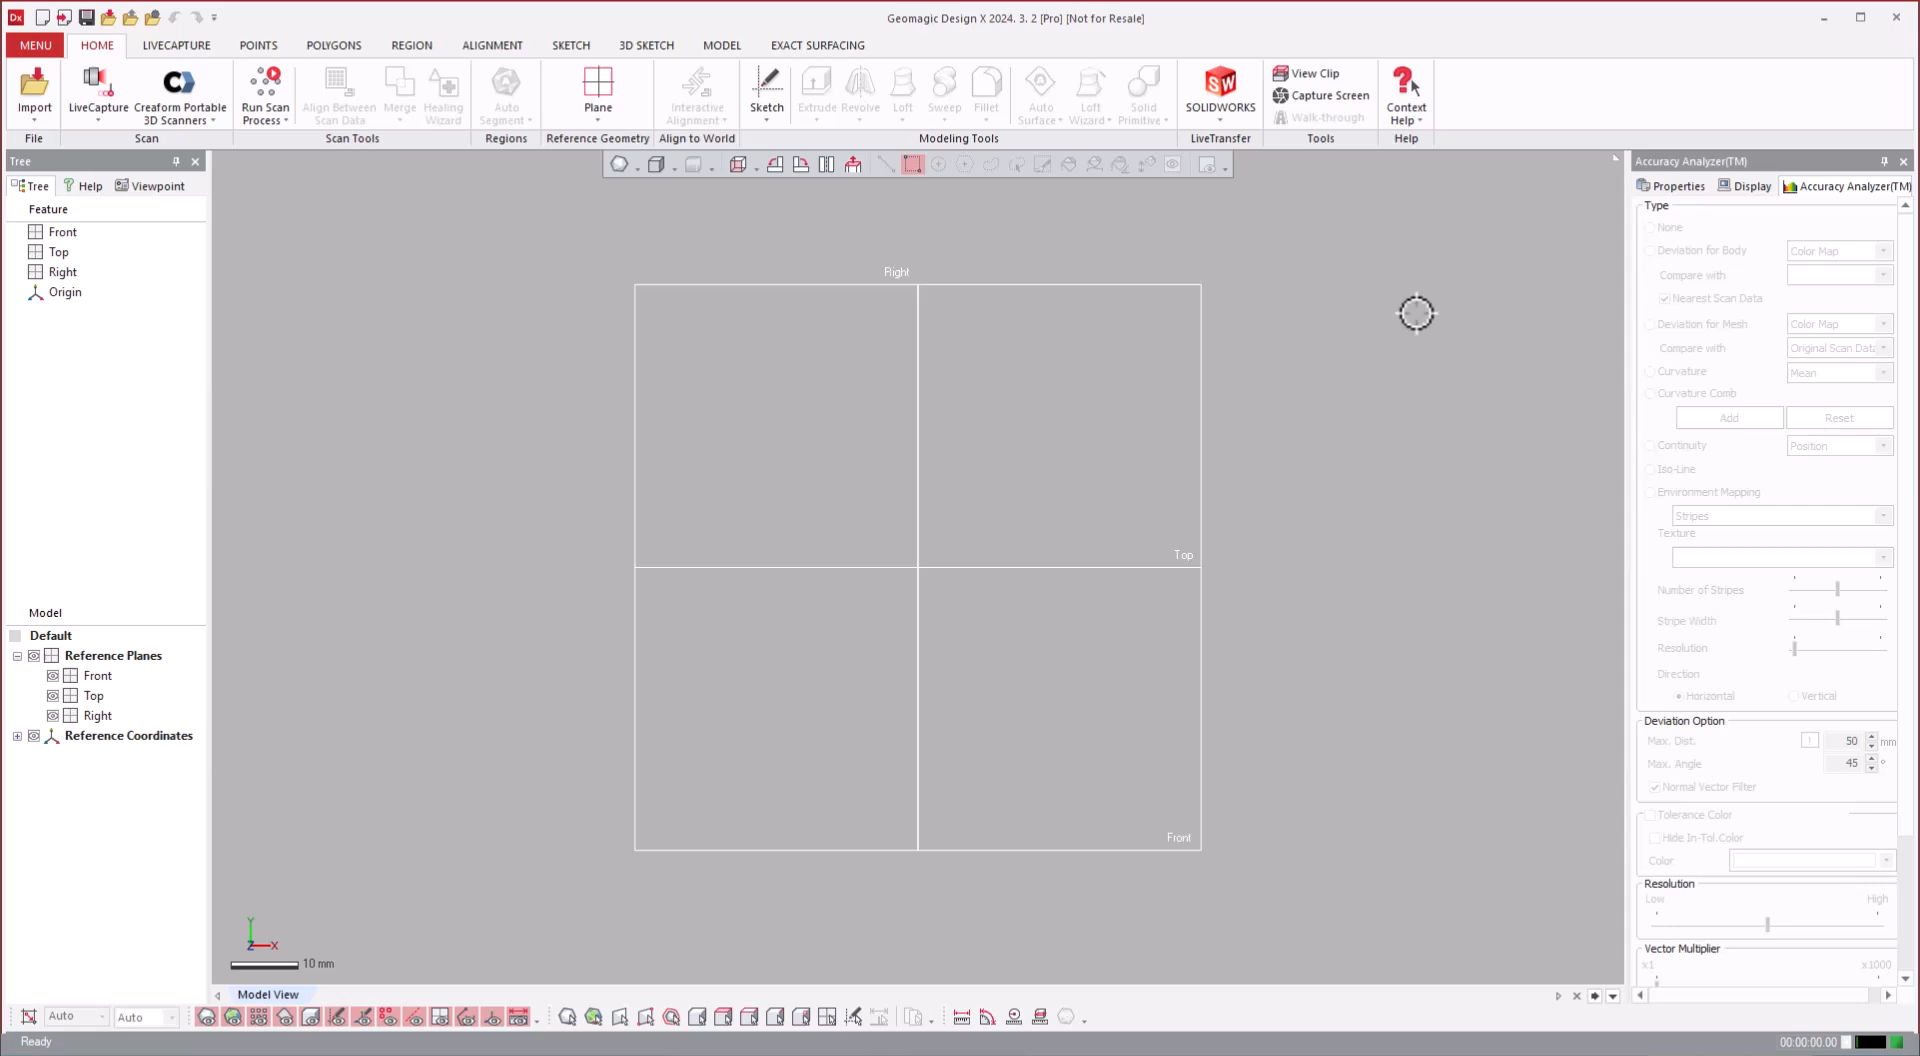 Dx
Geomagic Design X 2024. 3. 2 [Pro] [Not for Resale]
MENU
HOME
LIVECAPTURE
POINTS
POLYGONS
REGION
ALIGNMENT
SKETCH
3D SKETCH
MODEL
EXACT SURFACING
Import
LiveCapture
Creaform Portable
3D Scanners
Run Scan
Process
Align Between
Scan Data
Merge
Healing
Wizard
Auto
Segment
Plane
Interactive
Alignment
Sketch
Extrude
Revolve
Loft
Sweep
Fillet
Auto
Surface
Loft
Wizard
Solid
Primitive
SW
SOLIDWORKS
View Clip
Capture Screen
Walk-through
Context
Help
File
Scan
Scan Tools
Regions
Reference Geometry
Align to World
Modeling Tools
LiveTransfer
Tools
Help
Tree
Tree
Help
Viewpoint
Feature
Front
Top
Right
Origin
Model
Default
Reference Planes
Front
Top
Right
Reference Coordinates
Right
Top
Front
Y
Z
X
10 mm
Model View
Accuracy Analyzer(TM)
Properties
Display
Accuracy Analyzer(TM)
Type
None
Deviation for Body
Color Map
Compare with
Nearest Scan Data
Deviation for Mesh
Color Map
Compare with
Original Scan Data
Curvature
Mean
Curvature Comb
Add
Reset
Continuity
Position
Iso-Line
Environment Mapping
Stripes
Texture
Number of Stripes
Stripe Width
Resolution
Direction
Horizontal
Vertical
Deviation Option
Max. Dist.
!
50
mm
Max. Angle
45
°
Normal Vector Filter
Tolerance Color
Hide In-Tol.Color
Color
Resolution
Low
High
Vector Multiplier
x1
x1000
Auto
Auto
Ready
00:00:00.00